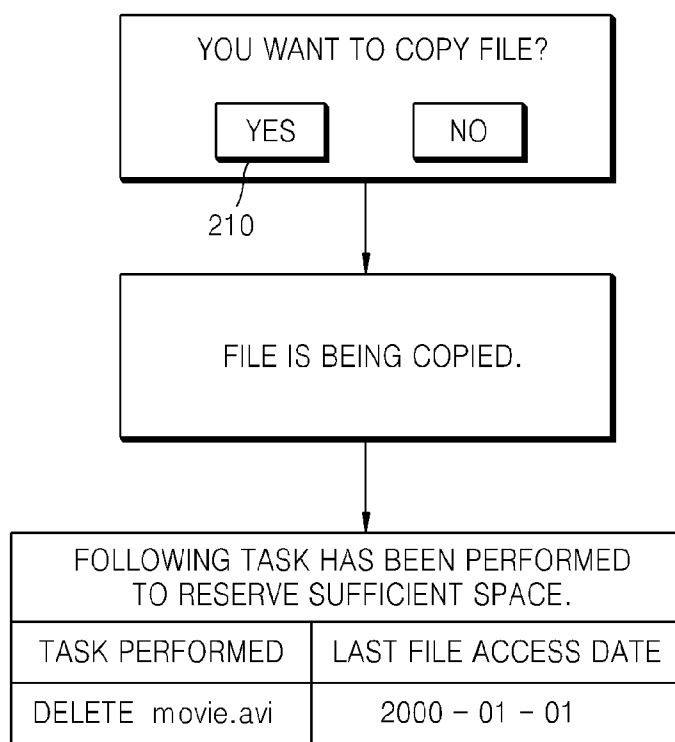 YOU WANT TO COPY FILE?
YES NO
210
FILE IS BEING COPIED.
FOLLOWING TASK HAS BEEN PERFORMED
TO RESERVE SUFFICIENT SPACE.
TASK PERFORMED LAST FILE ACCESS DATE
DELETE movie.avi 2000 – 01 – 01